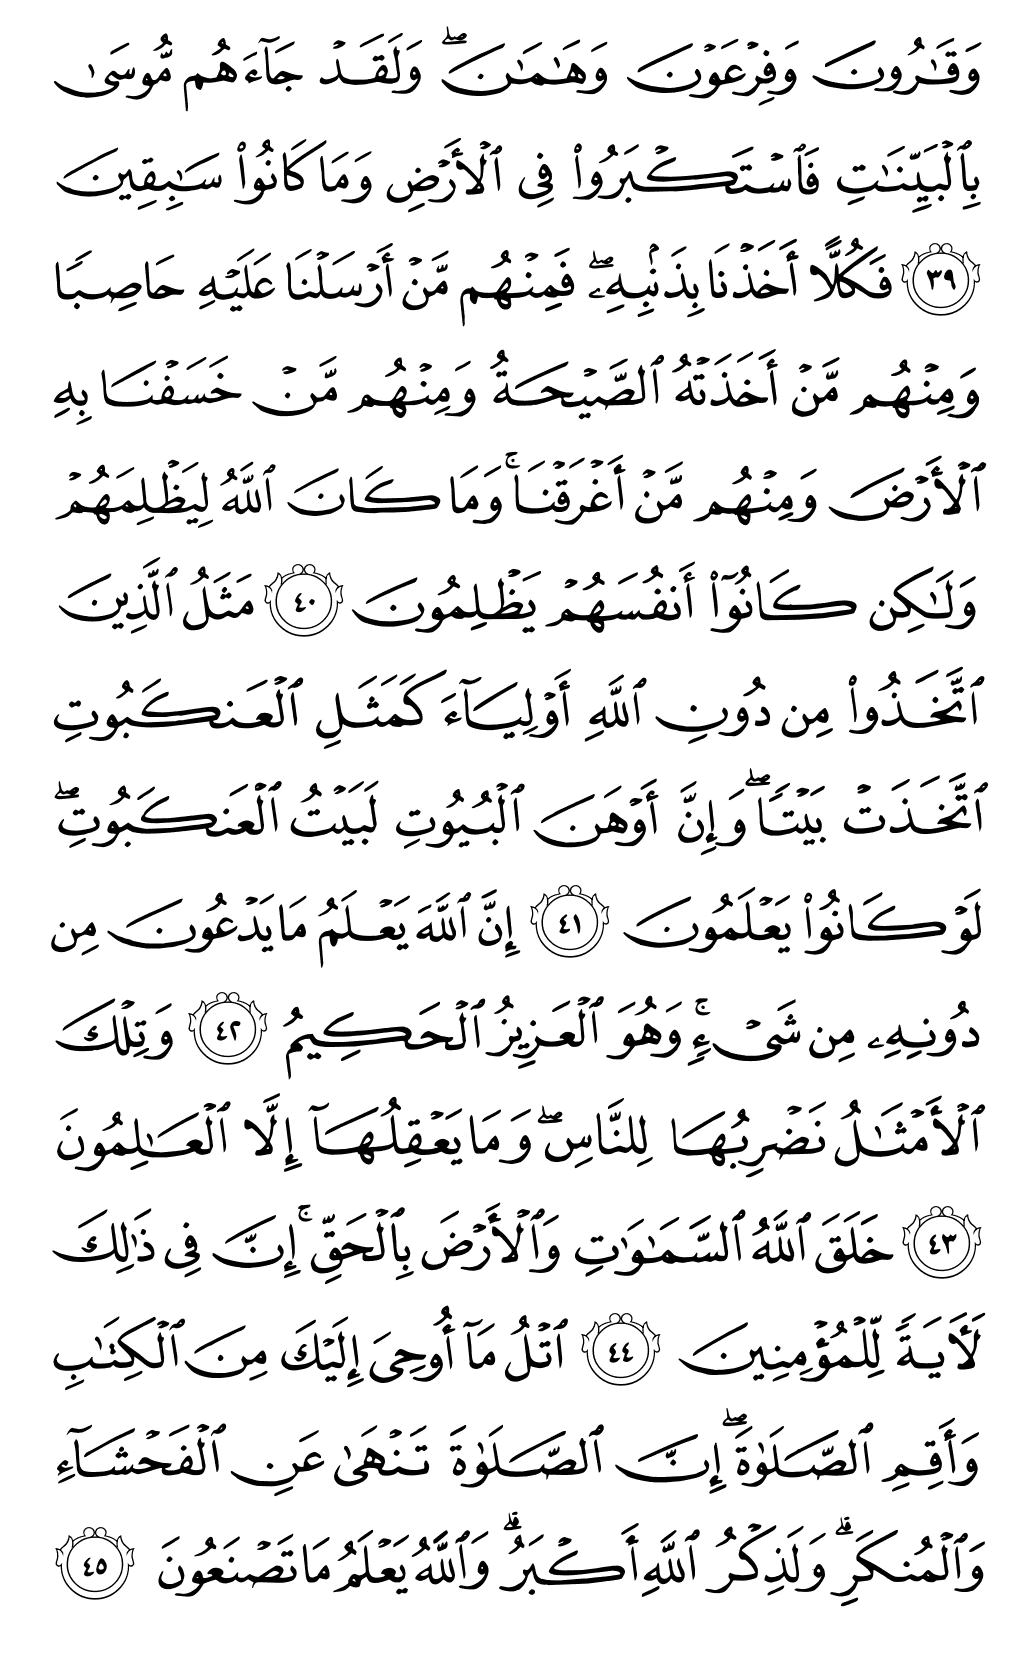 وَقَٰرُونَ وَفِرْعَوْنَ وَهَٰمَٰنَ ۖ وَلَقَدْ جَآءَهُم مُّوسَىٰ
بِٱلْبَيِّنَٰتِ فَٱسْتَكْبَرُوا۟ فِى ٱلْأَرْضِ وَمَا كَانُوا۟ سَٰبِقِينَ
﴿٣٩﴾ فَكُلًّا أَخَذْنَا بِذَنۢبِهِۦ ۖ فَمِنْهُم مَّنْ أَرْسَلْنَا عَلَيْهِ حَاصِبًا
وَمِنْهُم مَّنْ أَخَذَتْهُ ٱلصَّيْحَةُ وَمِنْهُم مَّنْ خَسَفْنَا بِهِ
ٱلْأَرْضَ وَمِنْهُم مَّنْ أَغْرَقْنَا ۚ وَمَا كَانَ ٱللَّهُ لِيَظْلِمَهُمْ
وَلَٰكِن كَانُوٓا۟ أَنفُسَهُمْ يَظْلِمُونَ ﴿٤٠﴾ مَثَلُ ٱلَّذِينَ
ٱتَّخَذُوا۟ مِن دُونِ ٱللَّهِ أَوْلِيَآءَ كَمَثَلِ ٱلْعَنكَبُوتِ
ٱتَّخَذَتْ بَيْتًا ۖ وَإِنَّ أَوْهَنَ ٱلْبُيُوتِ لَبَيْتُ ٱلْعَنكَبُوتِ ۖ
لَوْ كَانُوا۟ يَعْلَمُونَ ﴿٤١﴾ إِنَّ ٱللَّهَ يَعْلَمُ مَا يَدْعُونَ مِن
دُونِهِۦ مِن شَىْءٍ ۚ وَهُوَ ٱلْعَزِيزُ ٱلْحَكِيمُ ﴿٤٢﴾ وَتِلْكَ
ٱلْأَمْثَٰلُ نَضْرِبُهَا لِلنَّاسِ ۖ وَمَا يَعْقِلُهَآ إِلَّا ٱلْعَٰلِمُونَ
﴿٤٣﴾ خَلَقَ ٱللَّهُ ٱلسَّمَٰوَٰتِ وَٱلْأَرْضَ بِٱلْحَقِّ ۚ إِنَّ فِى ذَٰلِكَ
لَءَايَةً لِّلْمُؤْمِنِينَ ﴿٤٤﴾ ٱتْلُ مَآ أُوحِىَ إِلَيْكَ مِنَ ٱلْكِتَٰبِ
وَأَقِمِ ٱلصَّلَوٰةَ ۖ إِنَّ ٱلصَّلَوٰةَ تَنْهَىٰ عَنِ ٱلْفَحْشَآءِ
وَٱلْمُنكَرِ ۗ وَلَذِكْرُ ٱللَّهِ أَكْبَرُ ۗ وَٱللَّهُ يَعْلَمُ مَا تَصْنَعُونَ ﴿٤٥﴾